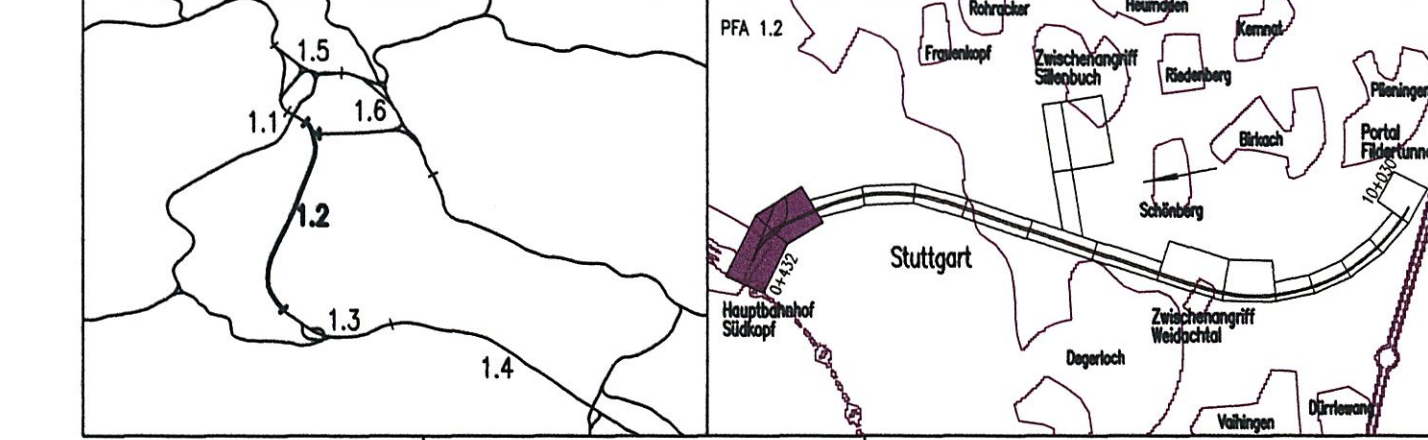 1.5
1.6
1.1
1.2
1.3
1.4
PFA 1.2
Rohracker
Heumaden
Kemnat
Frauenkopf
Zwischenangriff
Sillenbuch
Riedenberg
Plieningen
Birkach
Portal
Fildertunne
10+030
Schönberg
Stuttgart
0+432
Hauptbahnhof
Südkopf
Zwischenangriff
Weidachtal
Degerloch
Vaihingen
Dürrlewang